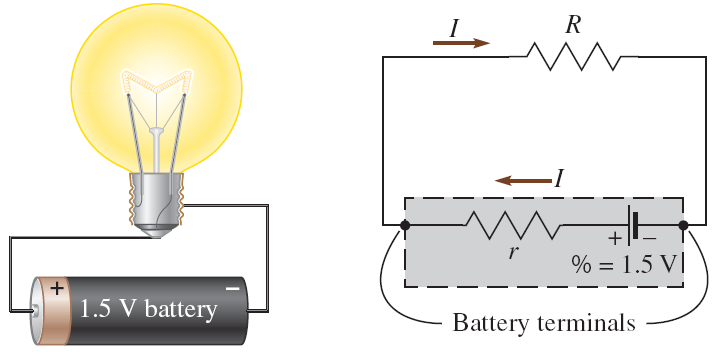 +
1.5 V battery
−
I
R
I
r
+
−
% = 1.5 V
Battery terminals